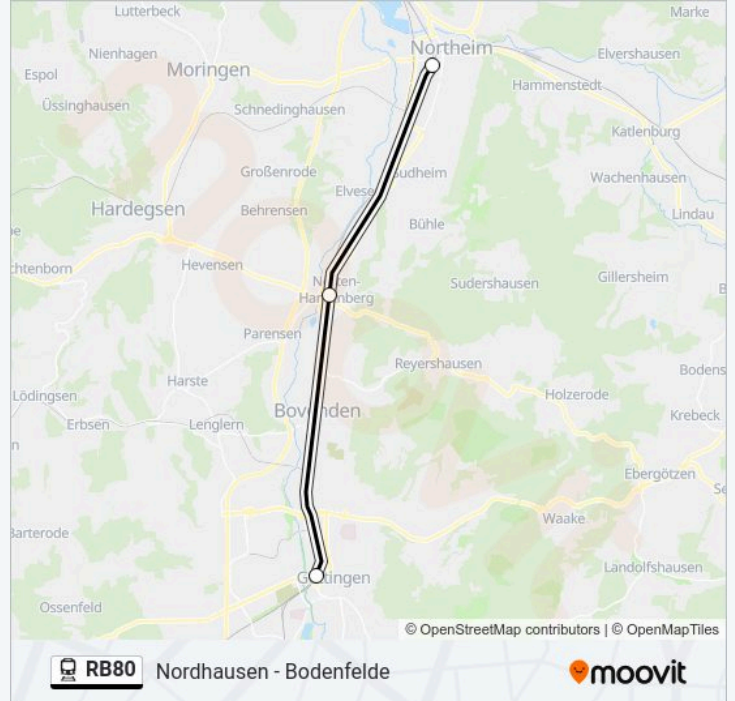 Lutterbeck
Marke
Nienhagen
Northeim
Elvershausen
Espol
Moringen
Hammenstedt
Üssinghausen
Schnedinghausen
Katlenburg
Großenrode
Sudheim
Wachenhausen
Elvese
Hardegsen
Behrensen
Lindau
Bühle
chtenborn
Hevensen
Gillersheim
Sudershausen
Nörten-
Hardenberg
Parensen
Reyershausen
Bodens
Harste
Lödingsen
Holzerode
Bovenden
Krebeck
Erbsen
Lenglern
Ebergötzen
Waake
Barterode
Landolfshausen
Göttingen
Ossenfeld
© OpenStreetMap contributors | © OpenMapTiles
RB80 Nordhausen - Bodenfelde
moovit